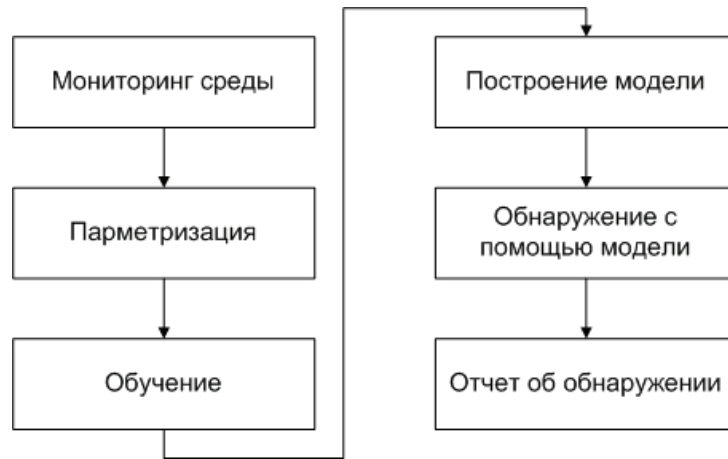 Мониторинг среды
Парметризация
Обучение
Построение модели
Обнаружение с
помощью модели
Отчет об обнаружении